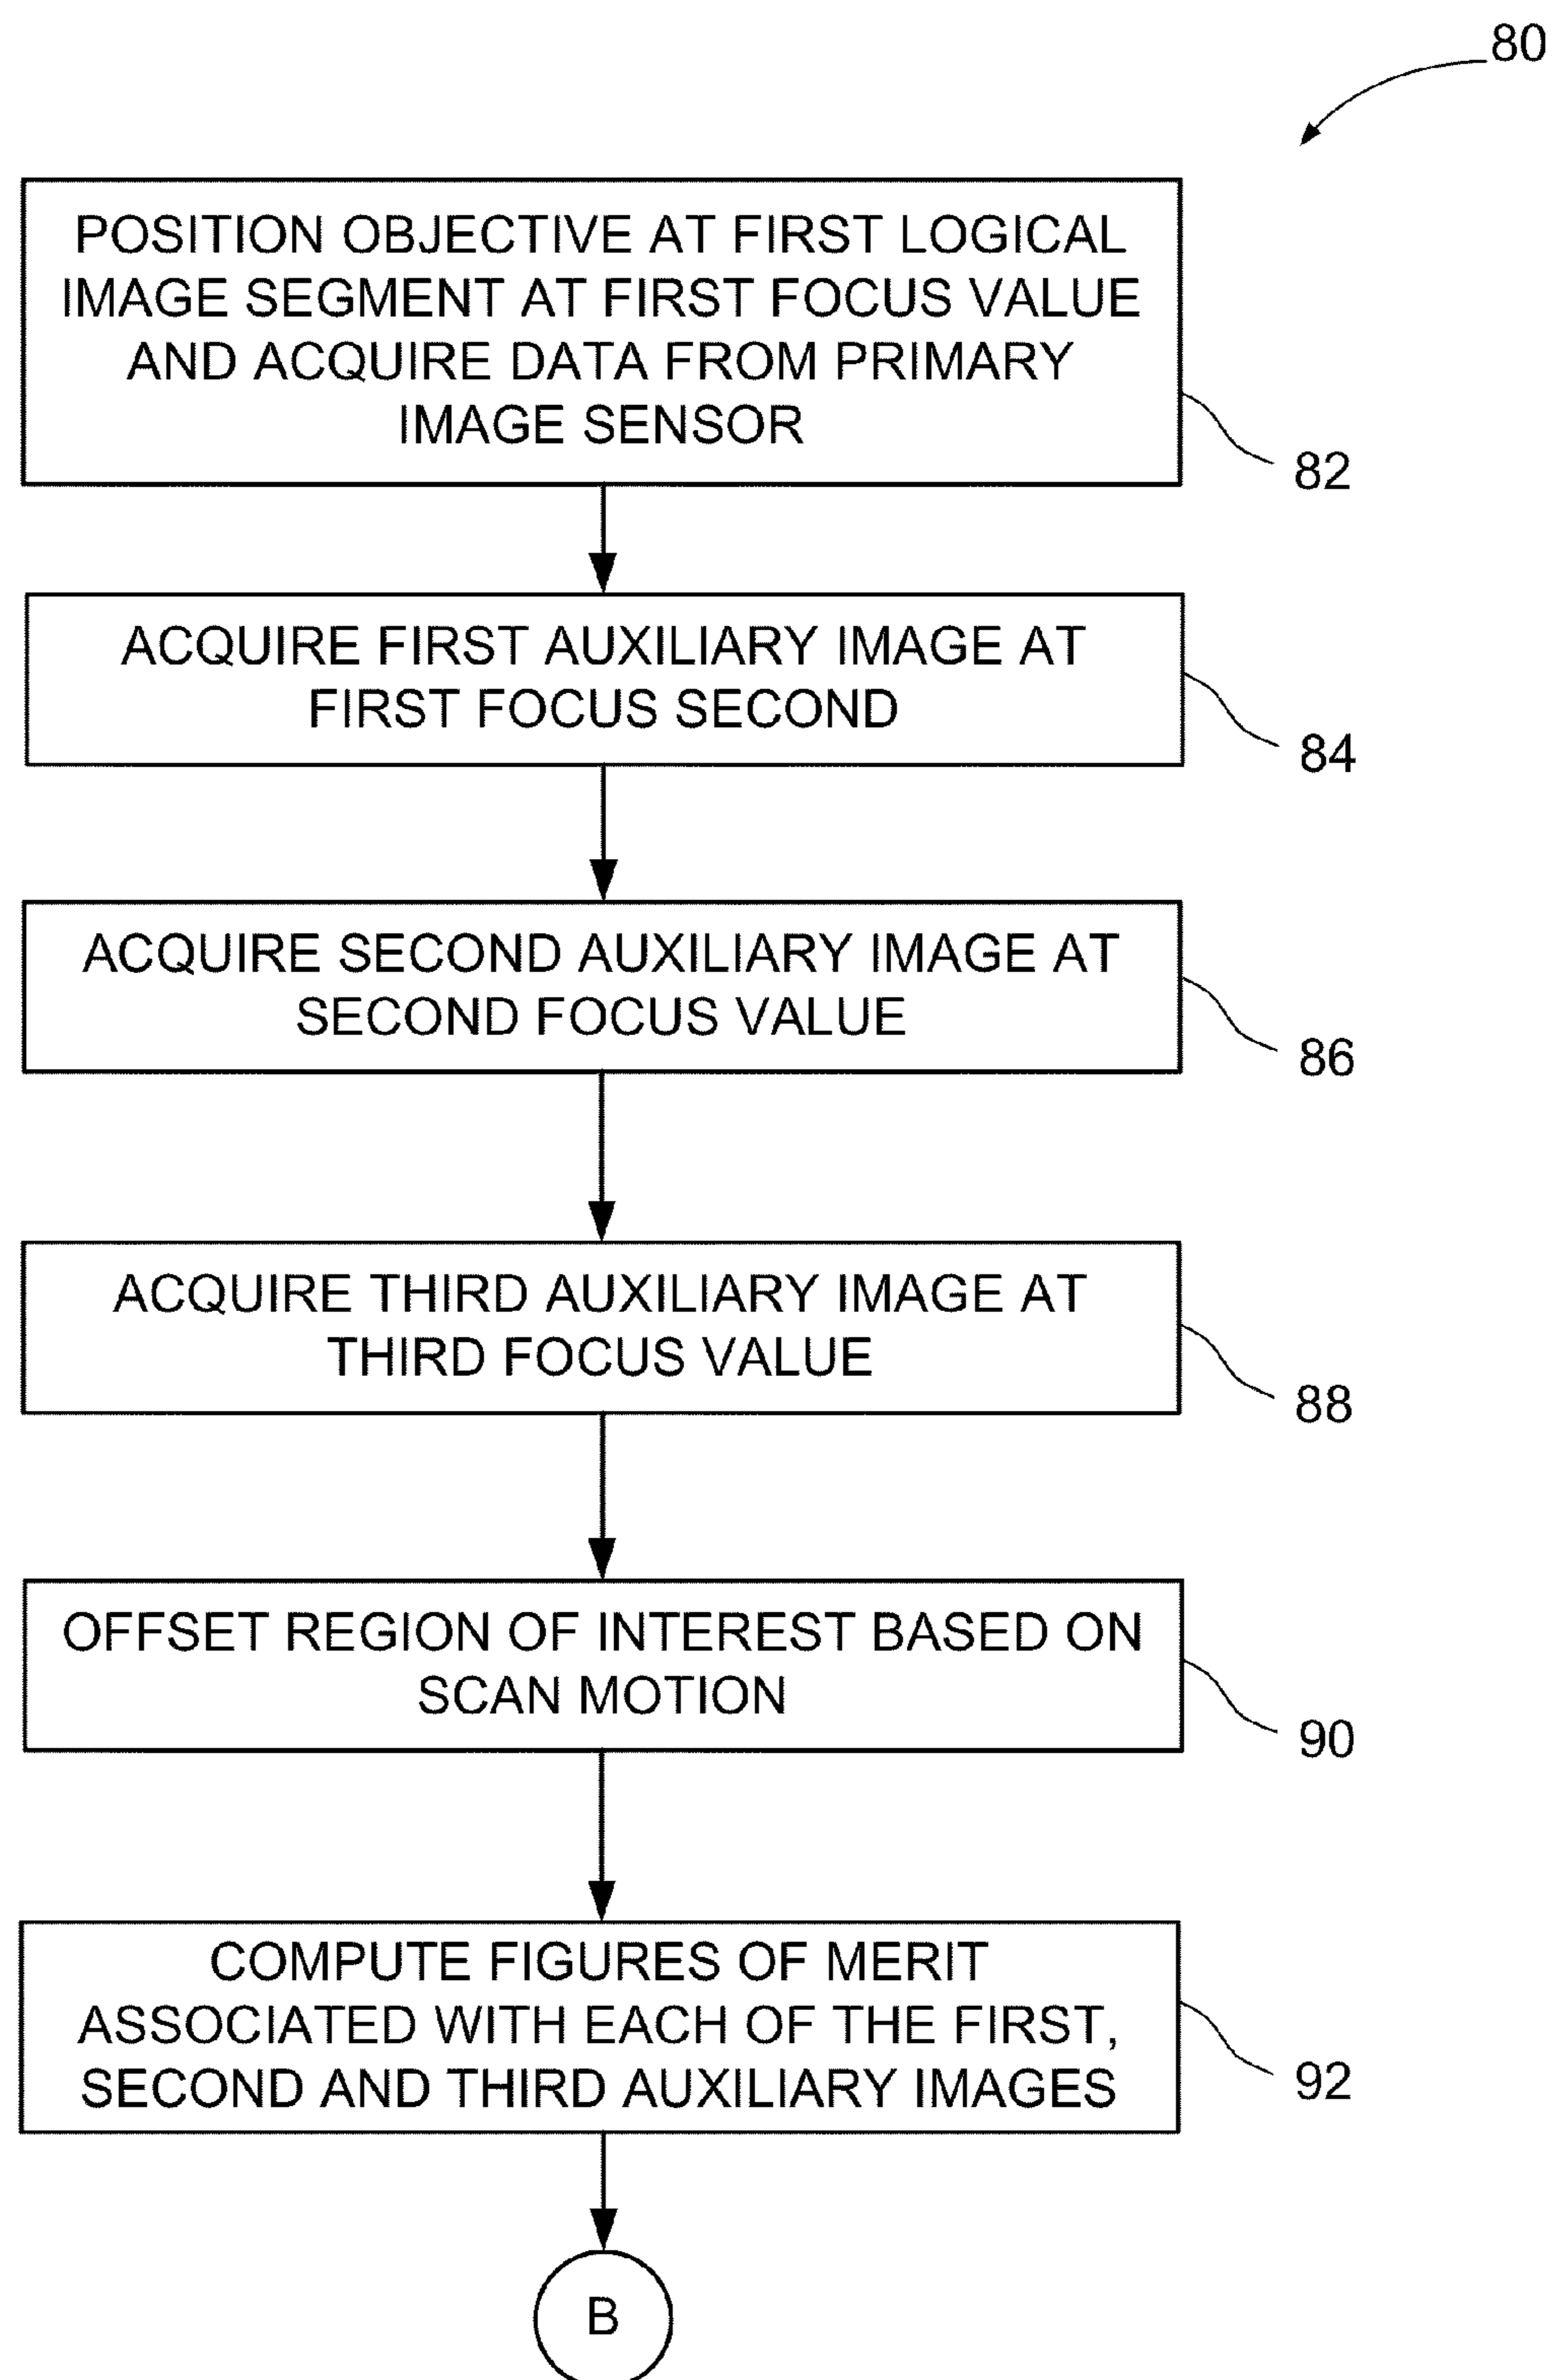 80
POSITION OBJECTIVE AT FIRST LOGICAL
IMAGE SEGMENT AT FIRST FOCUS VALUE
AND ACQUIRE DATA FROM PRIMARY
IMAGE SENSOR
82
ACQUIRE FIRST AUXILIARY IMAGE AT
FIRST FOCUS SECOND
84
ACQUIRE SECOND AUXILIARY IMAGE AT
SECOND FOCUS VALUE
86
ACQUIRE THIRD AUXILIARY IMAGE AT
THIRD FOCUS VALUE
88
OFFSET REGION OF INTEREST BASED ON
SCAN MOTION
90
COMPUTE FIGURES OF MERIT
ASSOCIATED WITH EACH OF THE FIRST,
SECOND AND THIRD AUXILIARY IMAGES
92
B